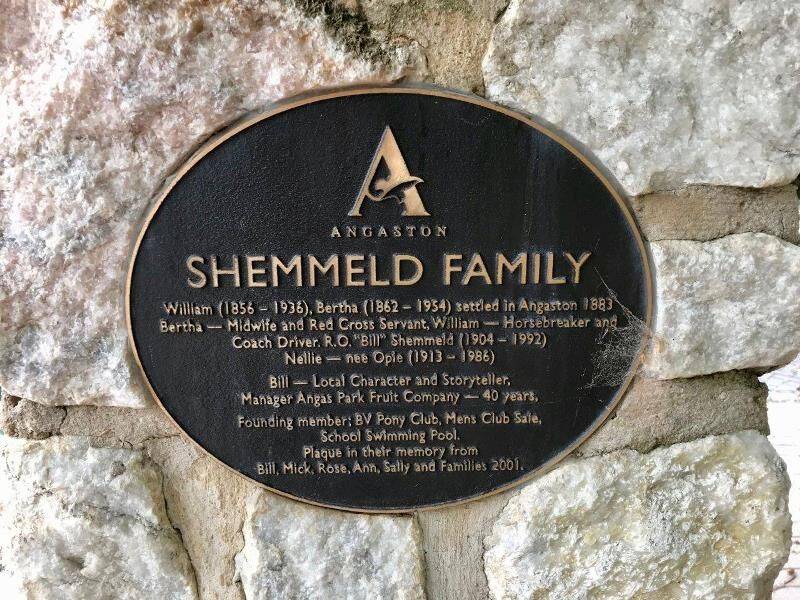 A
ANGASTON
SHEMMELD FAMILY
William (1856 – 1936), Bertha (1862 – 1954) settled in Angaston 1883
Bertha — Midwife and Red Cross Servant, William — Horsebreaker and
Coach Driver. R.O. "Bill" Shemmeld (1904 – 1992)
Nellie — nee Opie (1913 – 1986)
Bill — Local Character and Storyteller,
Manager Angas Park Fruit Company — 40 years,
Founding member; BV Pony Club, Mens Club Sale,
School Swimming Pool.
Plaque in their memory from
Bill, Mick, Rose, Ann, Sally and Families 2001.